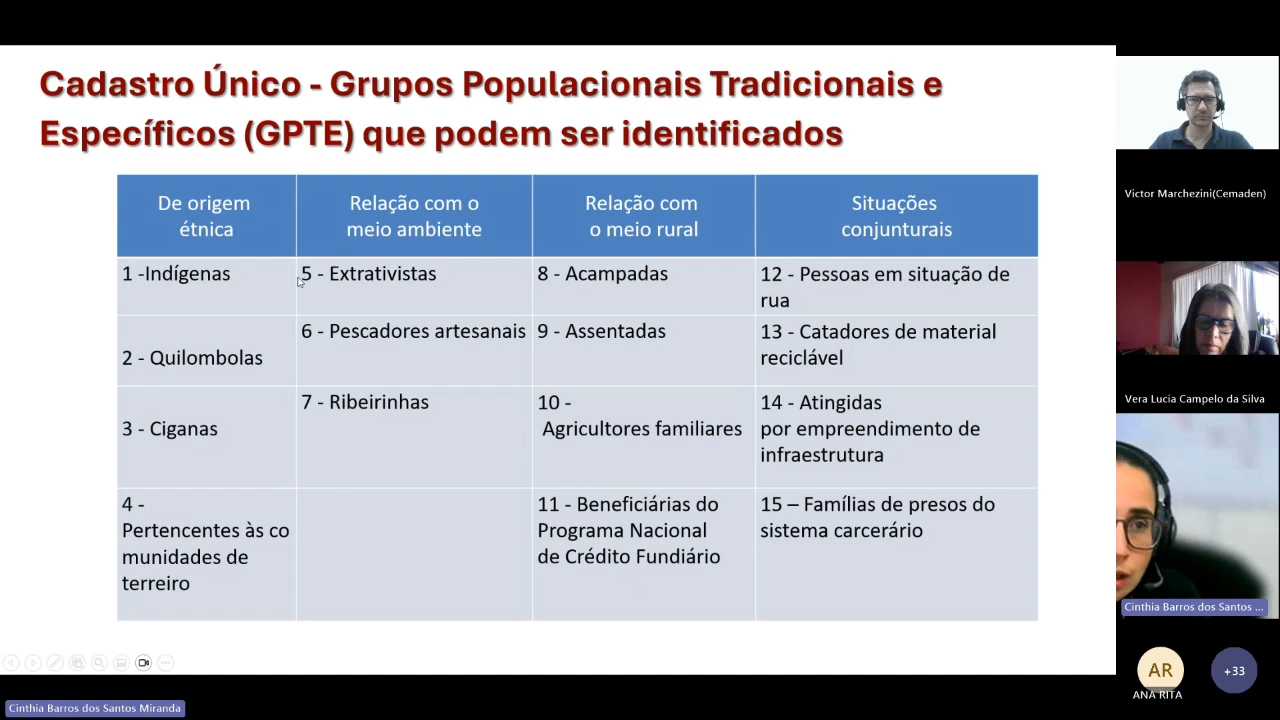 Cadastro Único - Grupos Populacionais Tradicionais e
Específicos (GPTE) que podem ser identificados
De origem
étnica
Relação com o
meio ambiente
Relação com
o meio rural
Situações
conjunturais
1 -Indígenas
5 - Extrativistas
8 - Acampadas
12 - Pessoas em situação de
rua
2 - Quilombolas
6 - Pescadores artesanais
9 - Assentadas
13 - Catadores de material
reciclável
3 - Ciganas
7 - Ribeirinhas
10 -
Agricultores familiares
14 - Atingidas
por empreendimento de
infraestrutura
4 -
Pertencentes às co
munidades de
terreiro
11 - Beneficiárias do
Programa Nacional
de Crédito Fundiário
15 – Famílias de presos do
sistema carcerário
Victor Marchezini(Cemaden)
Vera Lucia Campelo da Silva
Cinthia Barros dos Santos ...
AR
ANA RITA
+33
Cinthia Barros dos Santos Miranda